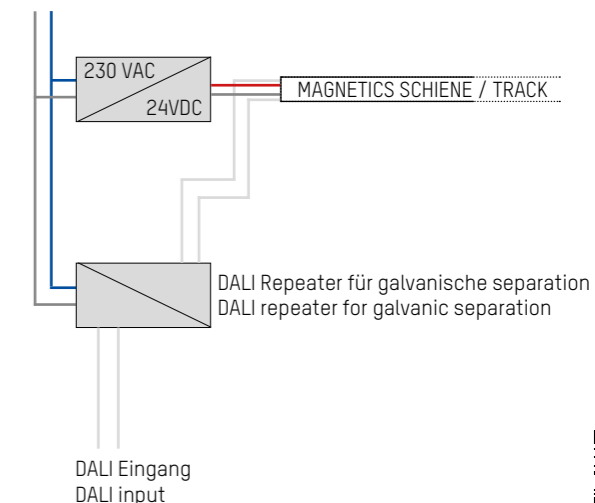 230 VAC
24VDC
MAGNETICS SCHIENE / TRACK
DALI Repeater für galvanische separation
DALI repeater for galvanic separation
DALI Eingang
DALI input